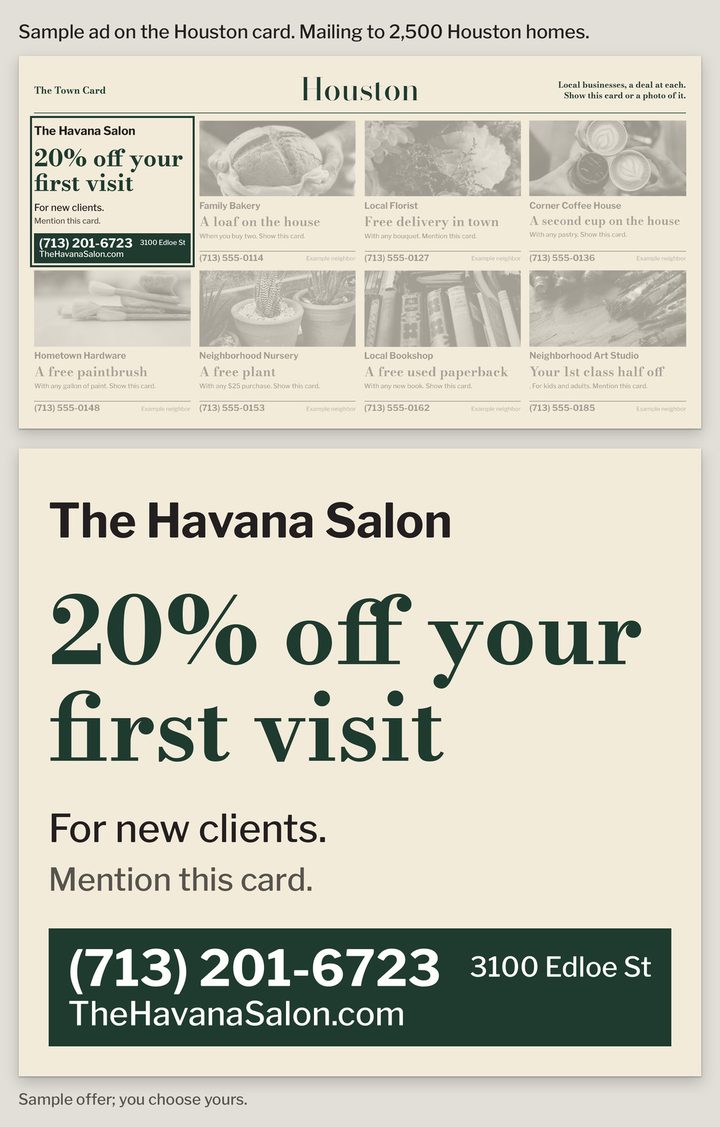 Sample ad on the Houston card. Mailing to 2,500 Houston homes.
The Town Card
Houston
Local businesses, a deal at each.
Show this card or a photo of it.
The Havana Salon
20% off your
first visit
For new clients.
Mention this card.
(713) 201-6723 3100 Edloe St
TheHavanaSalon.com
Family Bakery
A loaf on the house
When you buy two. Show this card.
(713) 555-0114 Example neighbor
Local Florist
Free delivery in town
With any bouquet. Mention this card.
(713) 555-0127 Example neighbor
Corner Coffee House
A second cup on the house
With any pastry. Show this card.
(713) 555-0136 Example neighbor
Hometown Hardware
A free paintbrush
With any gallon of paint. Show this card.
(713) 555-0148 Example neighbor
Neighborhood Nursery
A free plant
With any $25 purchase. Show this card.
(713) 555-0153 Example neighbor
Local Bookshop
A free used paperback
With any new book. Show this card.
(713) 555-0162 Example neighbor
Neighborhood Art Studio
Your 1st class half off
For kids and adults. Mention this card.
(713) 555-0185 Example neighbor
The Havana Salon
20% off your
first visit
For new clients.
Mention this card.
(713) 201-6723 3100 Edloe St
TheHavanaSalon.com
Sample offer; you choose yours.